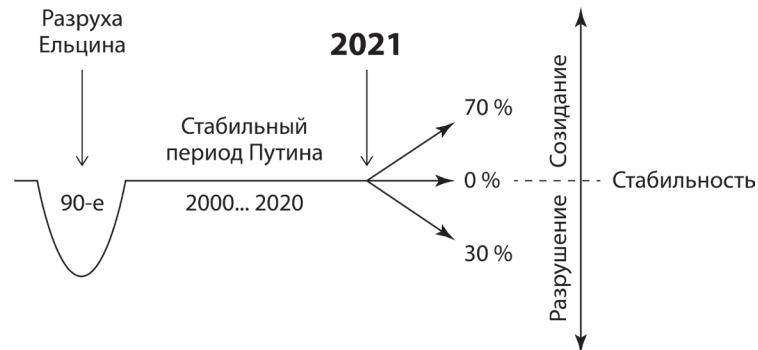 Разруха
Ельцина
2021
Стабильный
период Путина
90-е
2000... 2020
70 %
0 %
30 %
Созидание
Разрушение
Стабильность